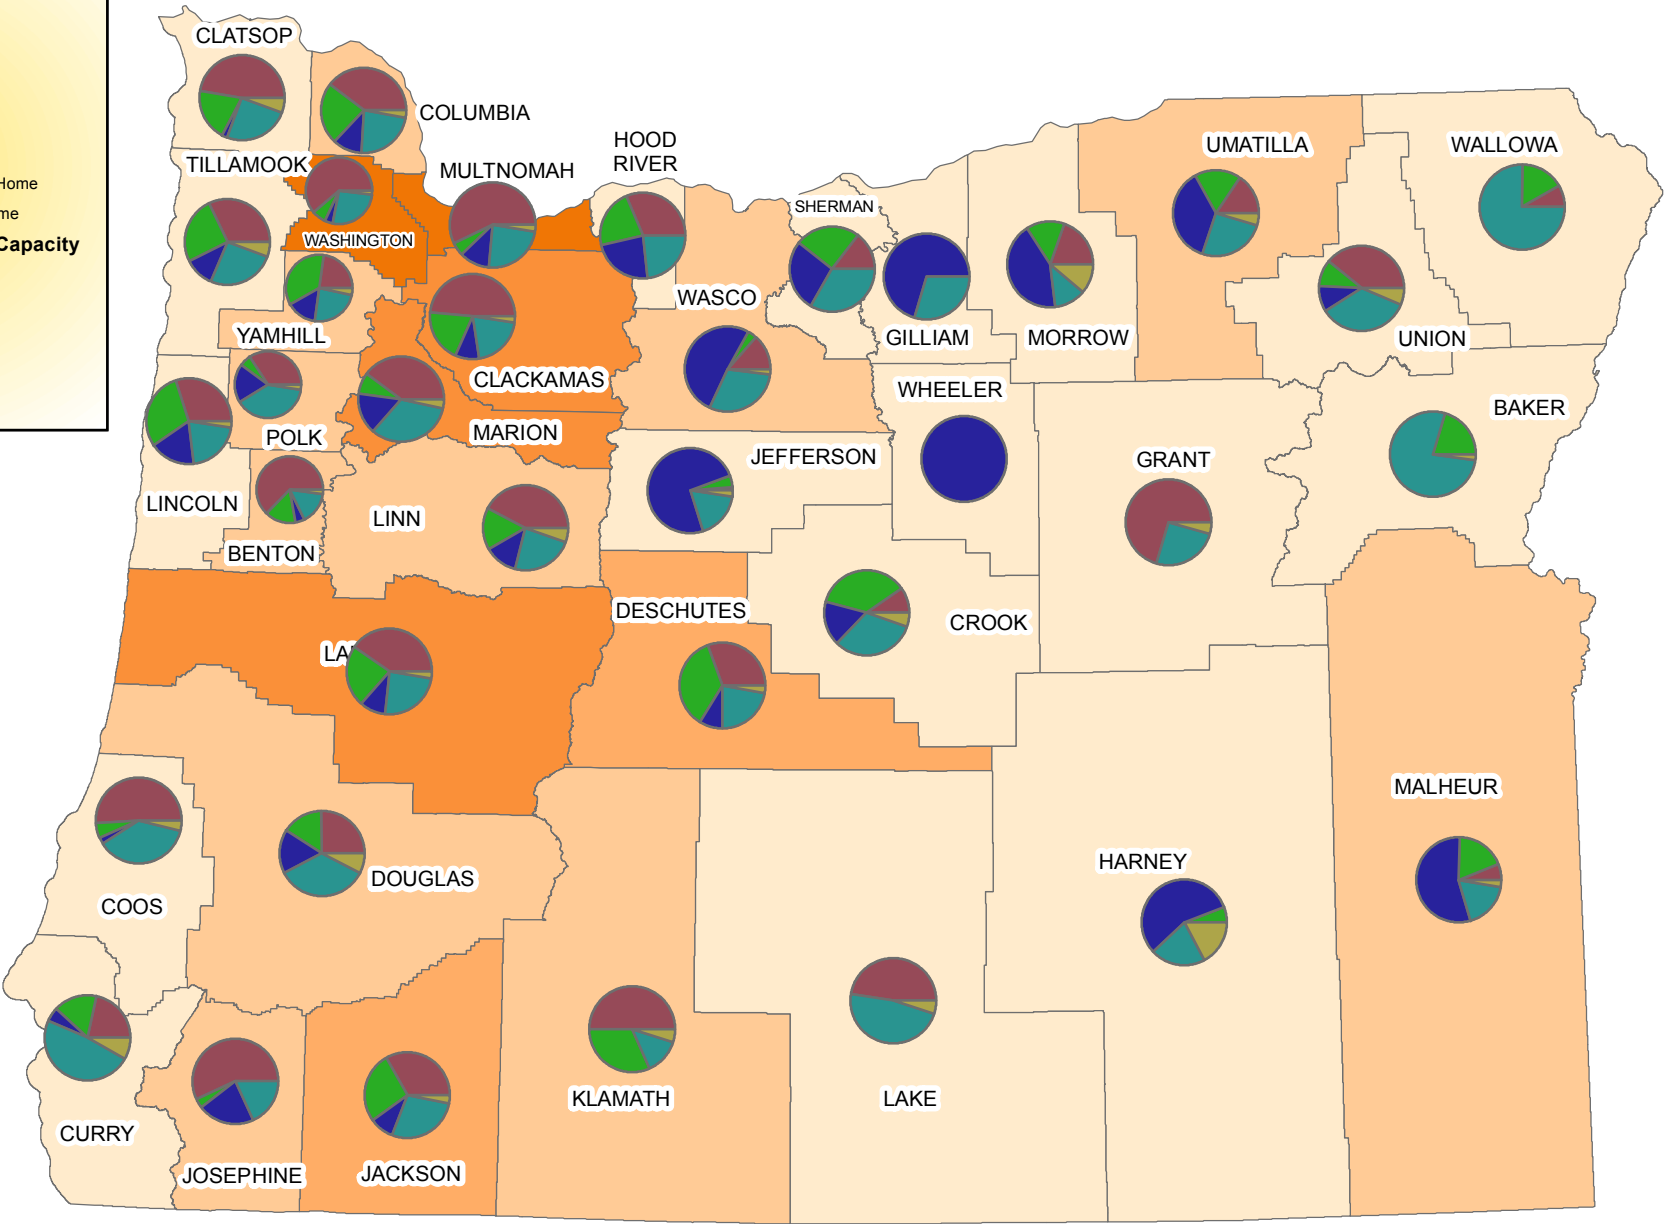 CLATSOP
COLUMBIA
HOOD
RIVER
TILLAMOOK
MULTNOMAH
UMATILLA
WALLOWA
Home
Capacity
SHERMAN
WASHINGTON
WASCO
YAMHILL
GILLIAM
MORROW
UNION
CLACKAMAS
WHEELER
BAKER
POLK
MARION
JEFFERSON
GRANT
LINCOLN
LINN
BENTON
DESCHUTES
CROOK
LA
MALHEUR
HARNEY
DOUGLAS
COOS
KLAMATH
LAKE
CURRY
JOSEPHINE
JACKSON